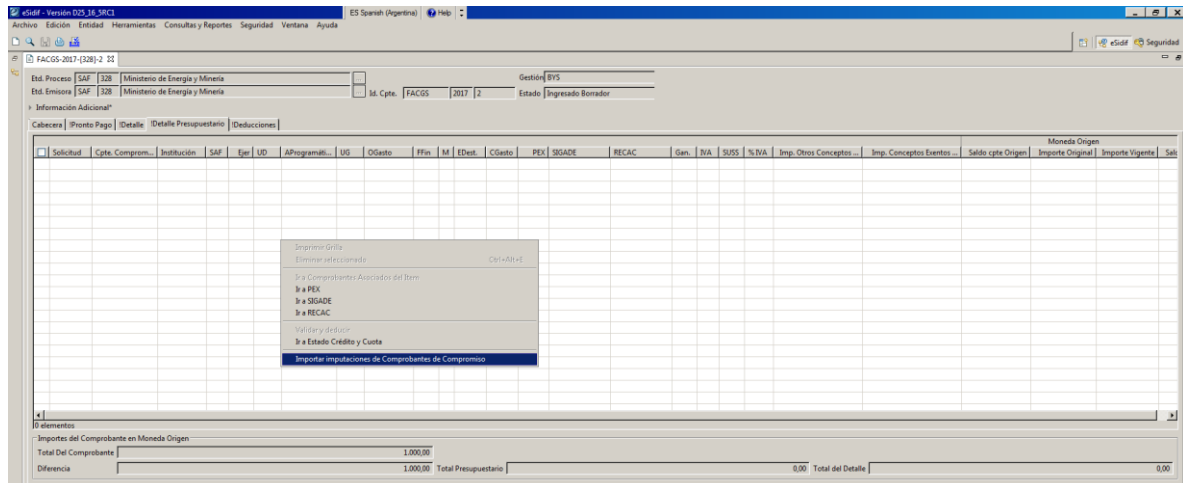 eSidif - Versión D25_16_5RC1
ES Spanish (Argentina) Help
Archivo Edición Entidad Herramientas Consultas y Reportes Seguridad Ventana Ayuda
eSidif Seguridad
FACGS-2017-[328]-2
Etd. Proceso SAF 328 Ministerio de Energía y Minería ... Gestión BYS
Etd. Emisora SAF 328 Ministerio de Energía y Minería ... Id. Cpte. FACGS 2017 2 Estado Ingresado Borrador
Información Adicional*
Cabecera !Pronto Pago !Detalle !Detalle Presupuestario !Deducciones
Moneda Origen
Solicitud Cpte. Comprom... Institución SAF Ejer UD AProgramáti... UG OGasto FFin M EDest. CGasto PEX SIGADE RECAC Gan. IVA SUSS % IVA Imp. Otros Conceptos ... Imp. Conceptos Exentos ... Saldo cpte Origen Importe Original Importe Vigente Sald
Imprimir Grilla
Eliminar seleccionado Ctrl+Alt+E
Ir a Comprobantes Asociados del Item
Ir a PEX
Ir a SIGADE
Ir a RECAC
Validar y deducir
Ir a Estado Crédito y Cuota
Importar imputaciones de Comprobantes de Compromiso
0 elementos
Importes del Comprobante en Moneda Origen
Total Del Comprobante 1.000,00
Diferencia 1.000,00 Total Presupuestario 0,00 Total del Detalle 0,00